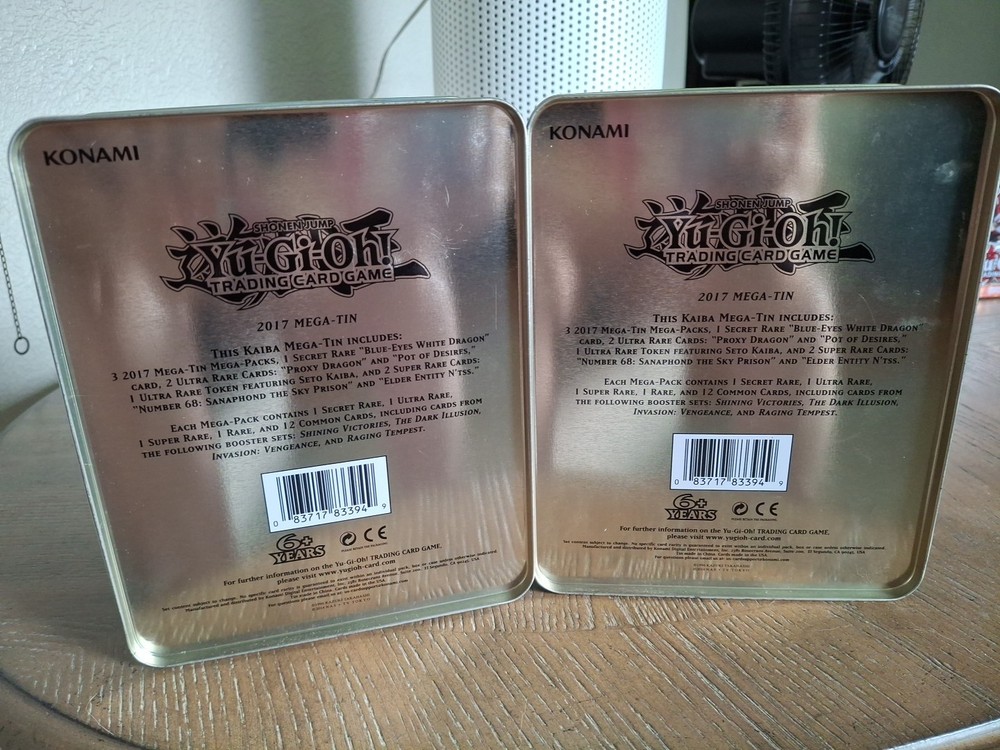 KONAMI
SHONEN JUMP
Yu-Gi-Oh!
TRADING CARD GAME
2017 MEGA-TIN
THIS KAIBA MEGA-TIN INCLUDES:
3 2017 MEGA-TIN MEGA-PACKS, 1 SECRET RARE "BLUE-EYES WHITE DRAGON"
CARD, 2 ULTRA RARE CARDS: "PROXY DRAGON" AND "POT OF DESIRES,"
1 ULTRA RARE TOKEN FEATURING SETO KAIBA, AND 2 SUPER RARE CARDS:
"NUMBER 68: SANAPHOND THE SKY PRISON" AND "ELDER ENTITY N'TSS."
EACH MEGA-PACK CONTAINS 1 SECRET RARE, 1 ULTRA RARE,
1 SUPER RARE, 1 RARE, AND 12 COMMON CARDS, INCLUDING CARDS FROM
THE FOLLOWING BOOSTER SETS: SHINING VICTORIES, THE DARK ILLUSION,
INVASION: VENGEANCE, AND RAGING TEMPEST.
0 83717 83394 9
6+
YEARS
CE
For further information on the Yu-Gi-Oh! TRADING CARD GAME,
please visit www.yugioh-card.com
KONAMI
SHONEN JUMP
Yu-Gi-Oh!
TRADING CARD GAME
2017 MEGA-TIN
THIS KAIBA MEGA-TIN INCLUDES:
3 2017 MEGA-TIN MEGA-PACKS, 1 SECRET RARE "BLUE-EYES WHITE DRAGON"
CARD, 2 ULTRA RARE CARDS: "PROXY DRAGON" AND "POT OF DESIRES,"
1 ULTRA RARE TOKEN FEATURING SETO KAIBA, AND 2 SUPER RARE CARDS:
"NUMBER 68: SANAPHOND THE SKY PRISON" AND "ELDER ENTITY N'TSS."
EACH MEGA-PACK CONTAINS 1 SECRET RARE, 1 ULTRA RARE,
1 SUPER RARE, 1 RARE, AND 12 COMMON CARDS, INCLUDING CARDS FROM
THE FOLLOWING BOOSTER SETS: SHINING VICTORIES, THE DARK ILLUSION,
INVASION: VENGEANCE, AND RAGING TEMPEST.
0 83717 83394 9
6+
YEARS
CE
For further information on the Yu-Gi-Oh! TRADING CARD GAME,
please visit www.yugioh-card.com